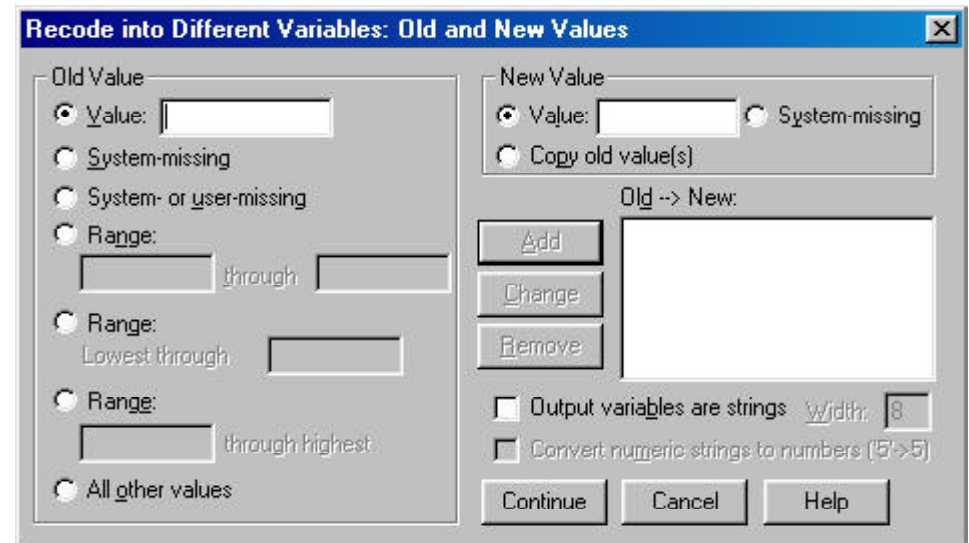 Recode into Different Variables: Old and New Values
Old Value
Value:
System-missing
System- or user-missing
Range:
through
Range:
Lowest through
Range:
through highest
All other values
New Value
Value:
System-missing
Copy old value(s)
Old --> New:
Add
Change
Remove
Output variables are strings Width: 8
Convert numeric strings to numbers ('5'->5)
Continue Cancel Help